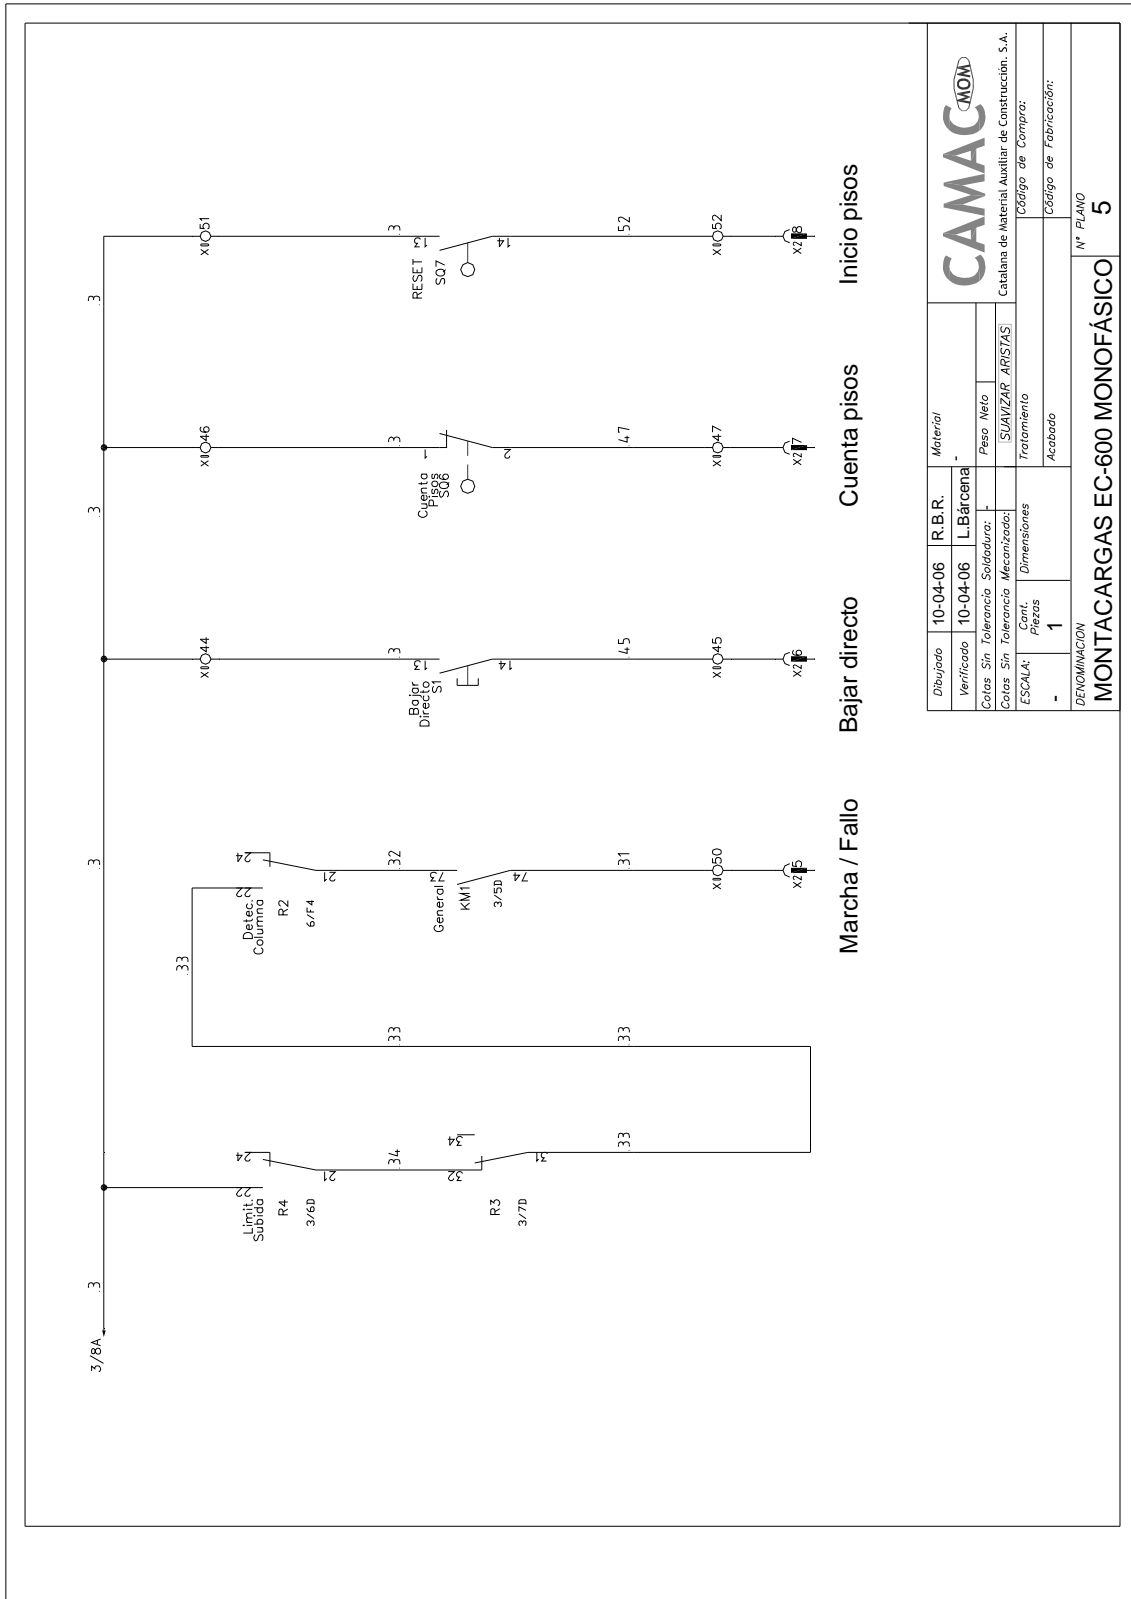 3/8A
.3
.3
.3
.3
Limit.
Subida
22
24
21
R4
3/6D
.34
32
34
31
R3
3/7D
.33
.33
.33
.33
Detec.
Columna
22
24
21
R2
6/F4
.32
General
73
74
KM1
3/5D
.31
X0 50
X2 5
Marcha / Fallo
X0 44
.3
Bajar
Directo
S1
13
14
.45
X0 45
X2 6
Bajar directo
X0 46
.3
Cuenta
Pisos
SQ6
1
2
.47
X0 47
X2 7
Cuenta pisos
X0 51
.3
RESET
SQ7
13
14
.52
X0 52
X2 8
Inicio pisos
Dibujado 10-04-06 R.B.R.
Verificado 10-04-06 L.Bárcena
Material
-
Cotas Sin Tolerancia Soldadura: -
Peso Neto
Cotas Sin Tolerancia Mecanizado:
SUAVIZAR ARISTAS
CAMAC MOM
Catalana de Material Auxiliar de Construcción. S.A.
ESCALA:
-
Cant.
Piezas
1
Dimensiones
Tratamiento
Acabado
Código de Compra:
Código de Fabricación:
DENOMINACION
MONTACARGAS EC-600 MONOFÁSICO
Nº PLANO
5